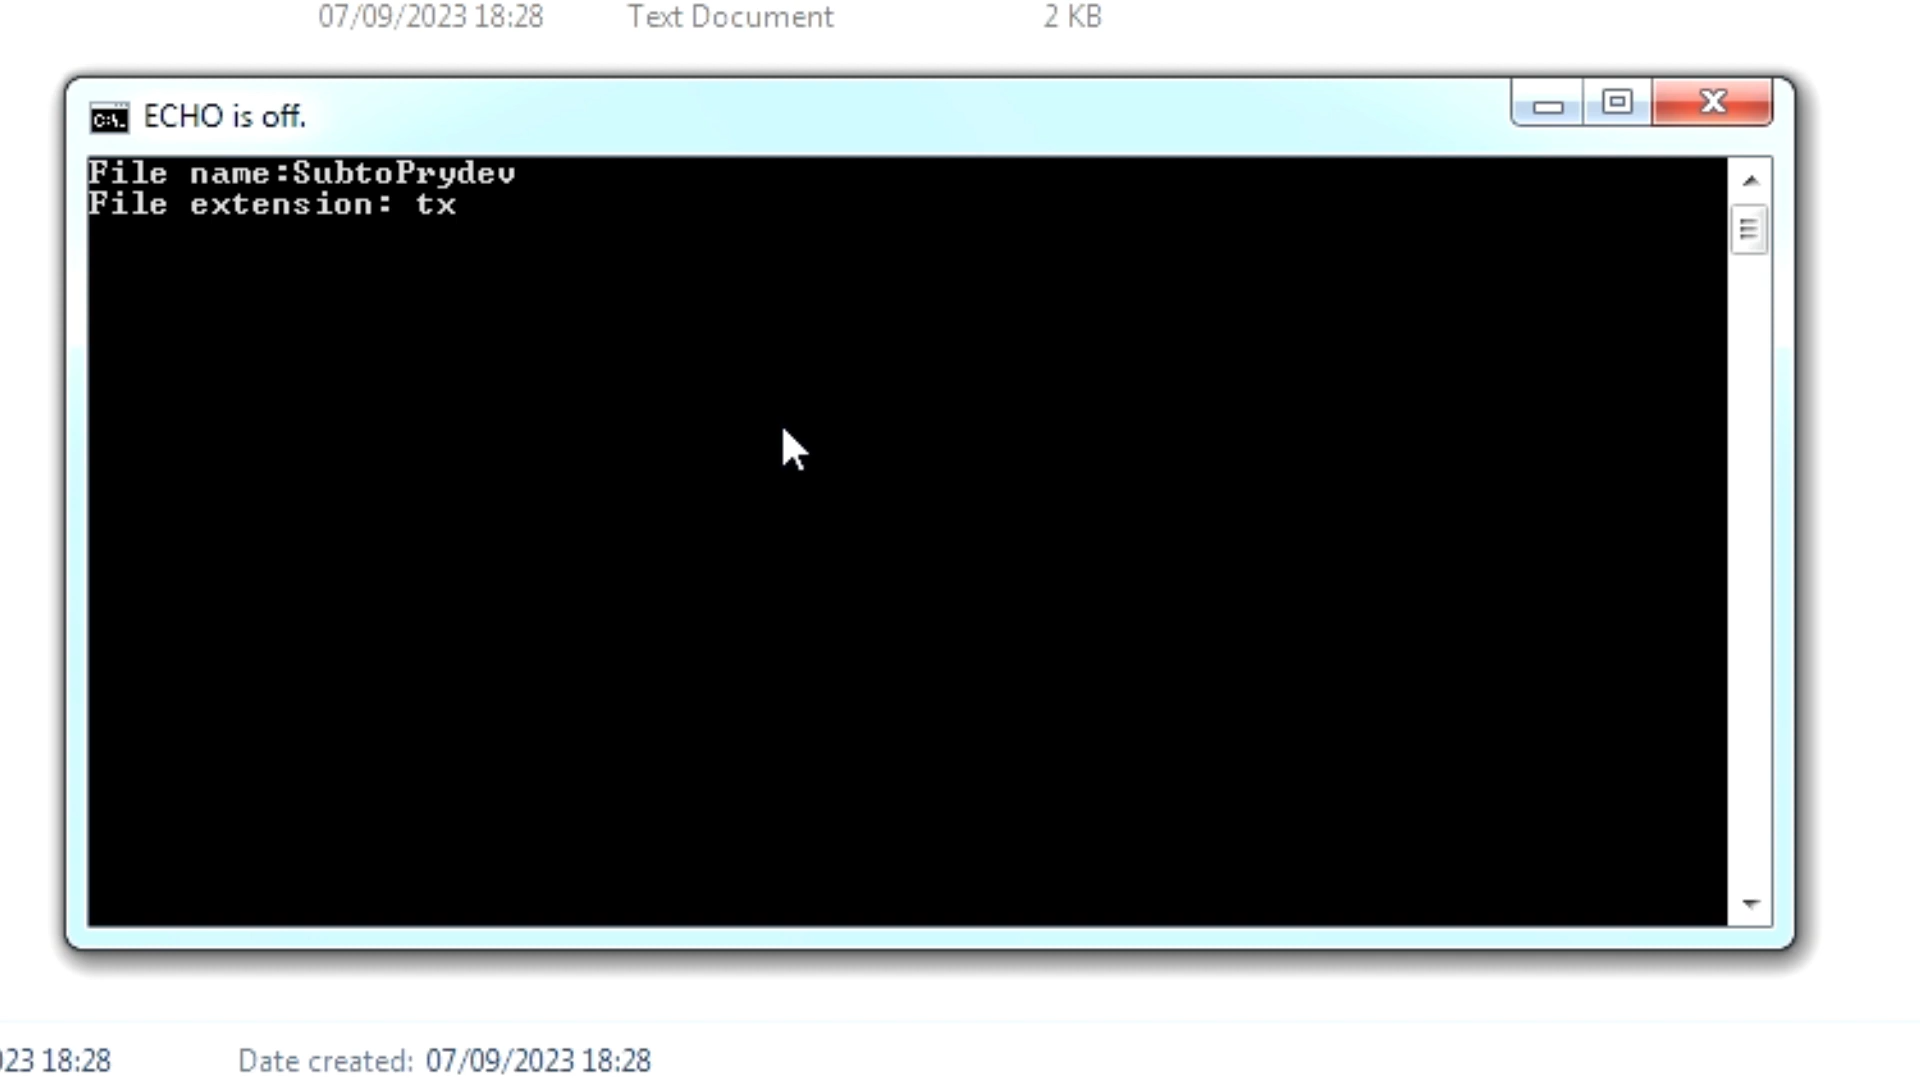 07/09/2023 18:28 Text Document 2 KB
C:\.
ECHO is off.
File name:SubtoPrydev
File extension: tx
023 18:28 Date created: 07/09/2023 18:28